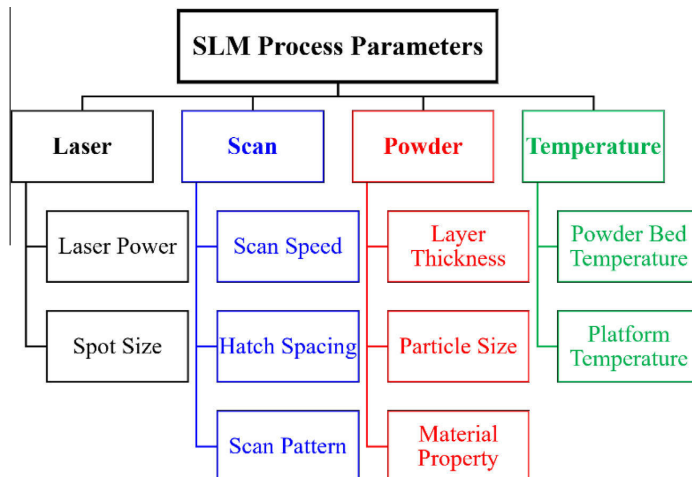 SLM Process Parameters
Laser
Scan
Powder
Temperature
Laser Power
Scan Speed
Layer
Thickness
Powder Bed
Temperature
Spot Size
Hatch Spacing
Particle Size
Platform
Temperature
Scan Pattern
Material
Property